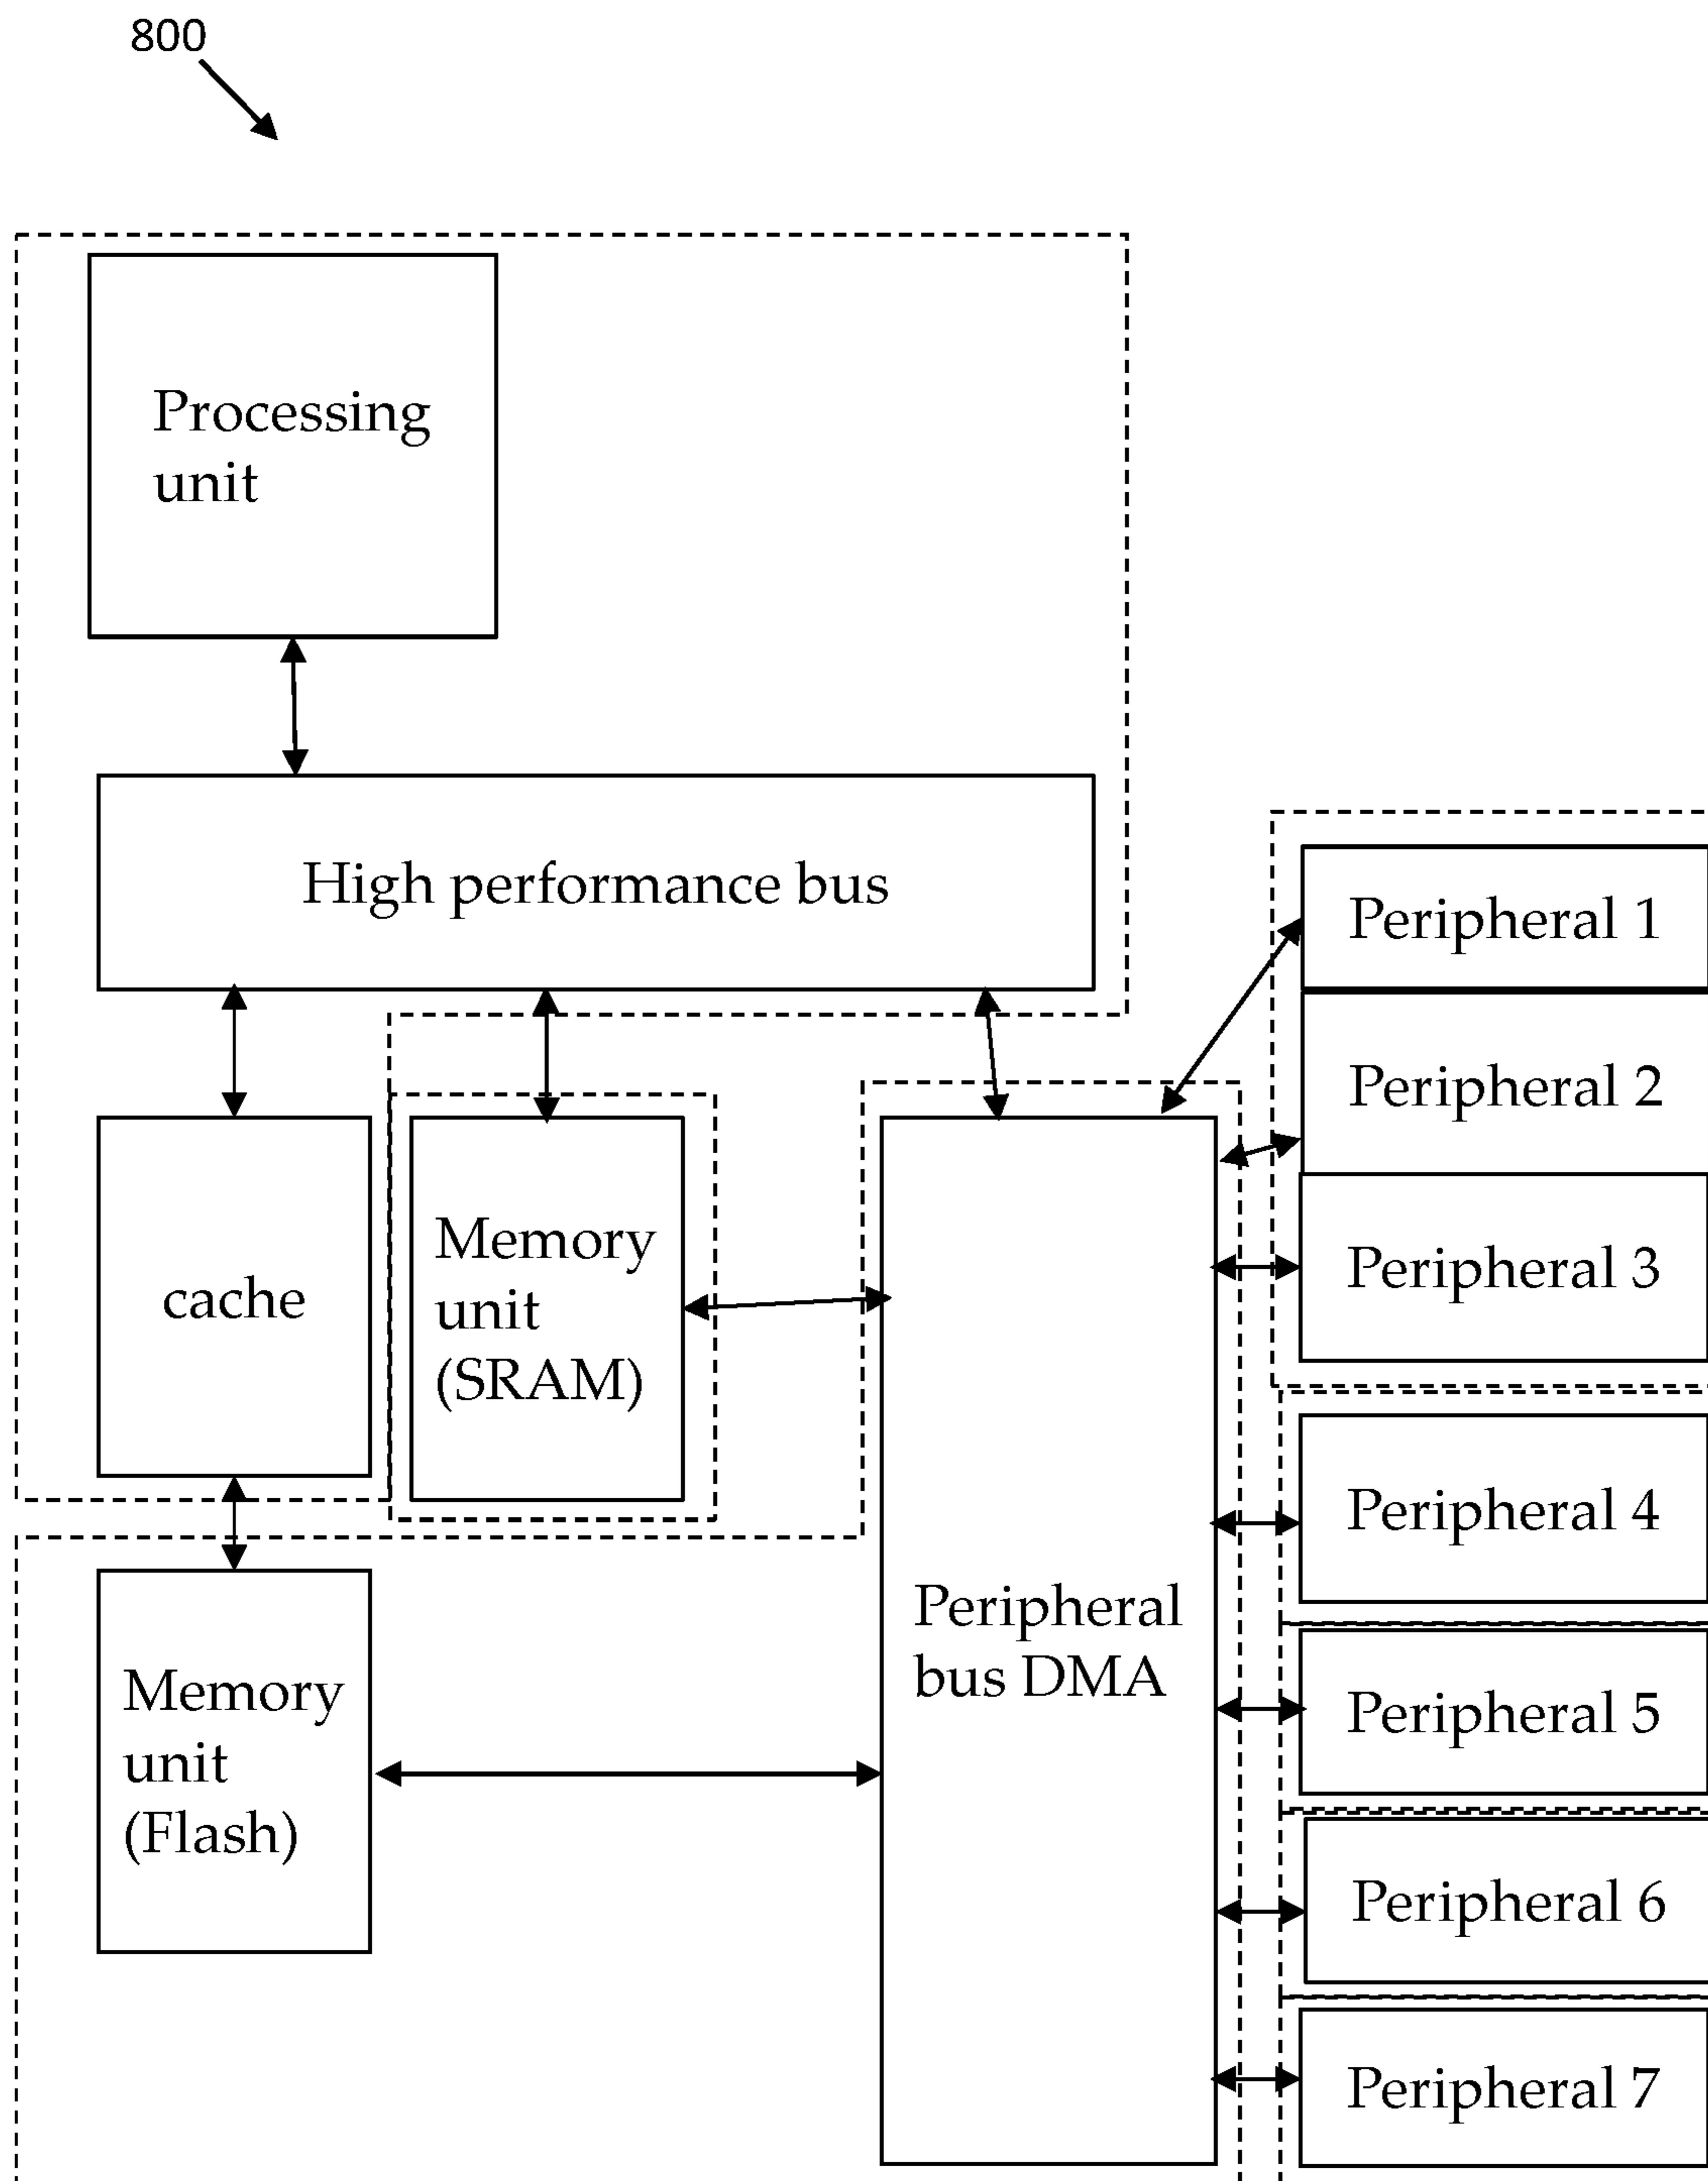 800
Processing
unit
High performance bus
Peripheral 1
Peripheral 2
Peripheral 3
cache
Memory
unit
(SRAM)
Peripheral 4
Peripheral
bus DMA
Peripheral 5
Memory
unit
(Flash)
Peripheral 6
Peripheral 7